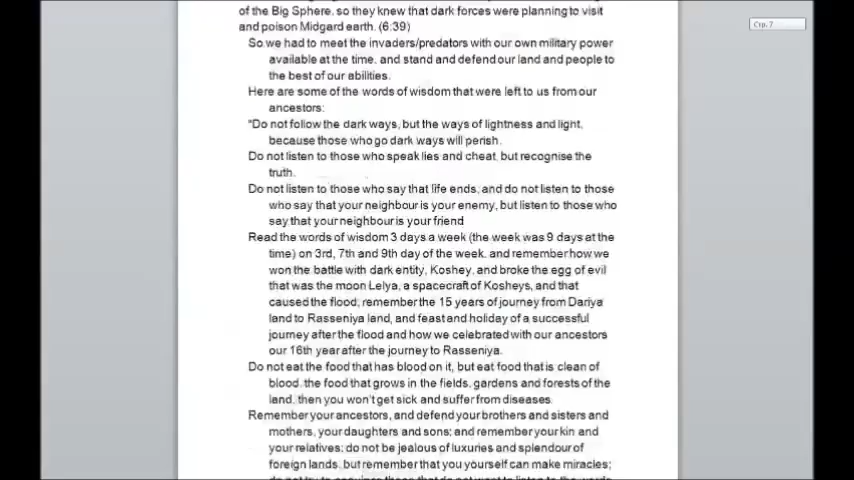 of the Big Sphere, so they knew that dark forces were planning to visit
and poison Midgard earth. (6:39)
So we had to meet the invaders/predators with our own military power
available at the time, and stand and defend our land and people to
the best of our abilities.
Here are some of the words of wisdom that were left to us from our
ancestors:
"Do not follow the dark ways, but the ways of lightness and light,
because those who go dark ways will perish.
Do not listen to those who speak lies and cheat, but recognise the
truth.
Do not listen to those who say that life ends, and do not listen to those
who say that your neighbour is your enemy, but listen to those who
say that your neighbour is your friend
Read the words of wisdom 3 days a week (the week was 9 days at the
time) on 3rd, 7th and 9th day of the week, and remember how we
won the battle with dark entity, Koshey, and broke the egg of evil
that was the moon Lelya, a spacecraft of Kosheys, and that
caused the flood; remember the 15 years of journey from Dariya
land to Rasseniya land, and feast and holiday of a successful
journey after the flood and how we celebrated with our ancestors
our 16th year after the journey to Rasseniya.
Do not eat the food that has blood on it, but eat food that is clean of
blood, the food that grows in the fields, gardens and forests of the
land, then you won't get sick and suffer from diseases.
Remember your ancestors, and defend your brothers and sisters and
mothers, your daughters and sons; and remember your kin and
your relatives; do not be jealous of luxuries and splendour of
foreign lands, but remember that you yourself can make miracles;
Стр. 7